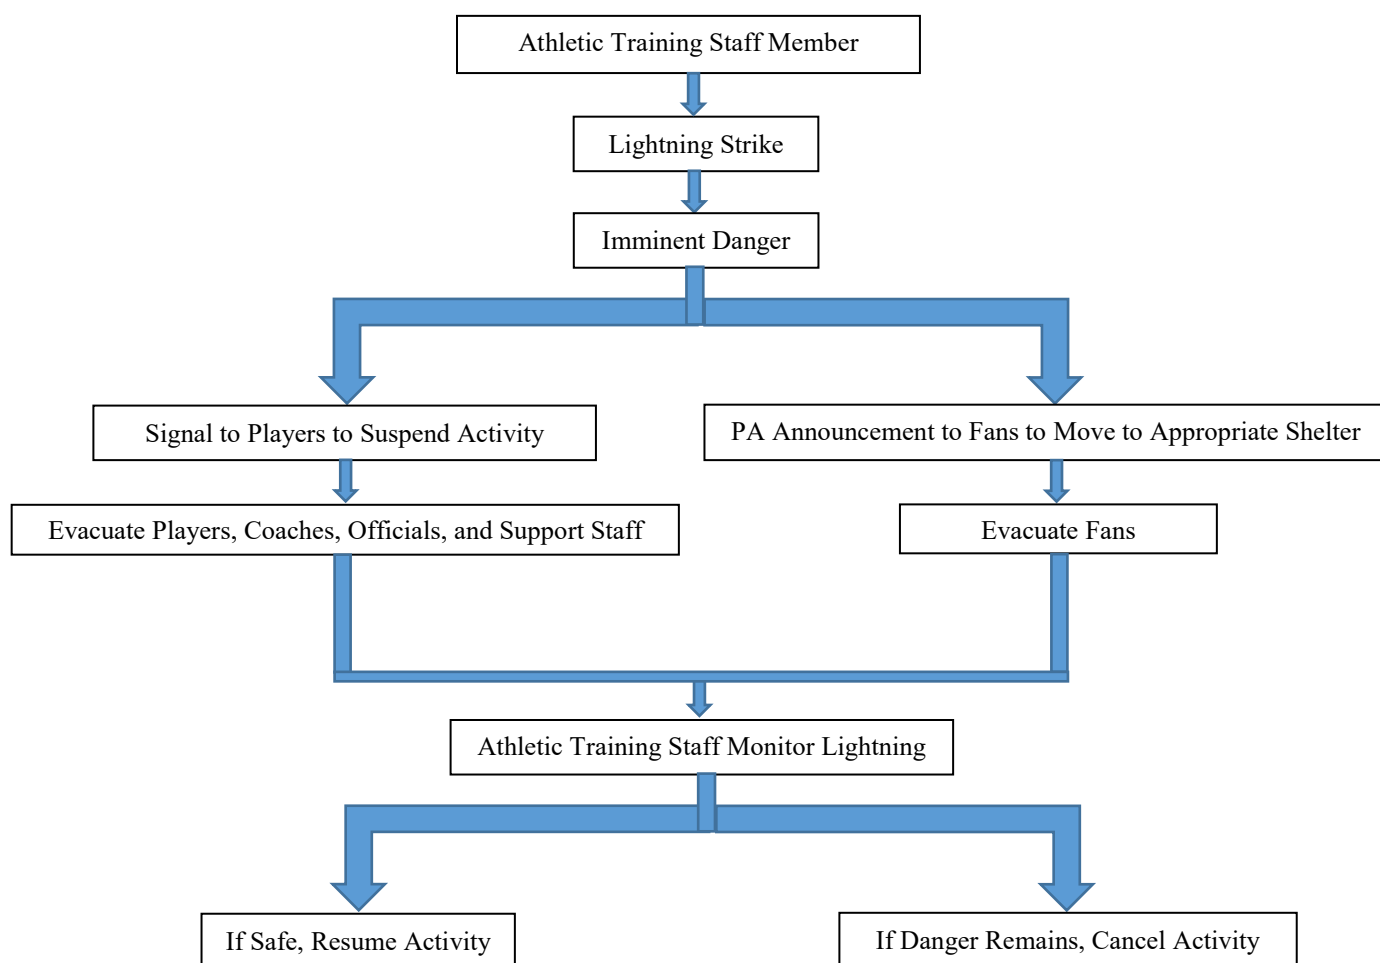 Athletic Training Staff Member
Lightning Strike
Imminent Danger
Signal to Players to Suspend Activity
PA Announcement to Fans to Move to Appropriate Shelter
Evacuate Players, Coaches, Officials, and Support Staff
Evacuate Fans
Athletic Training Staff Monitor Lightning
If Safe, Resume Activity
If Danger Remains, Cancel Activity